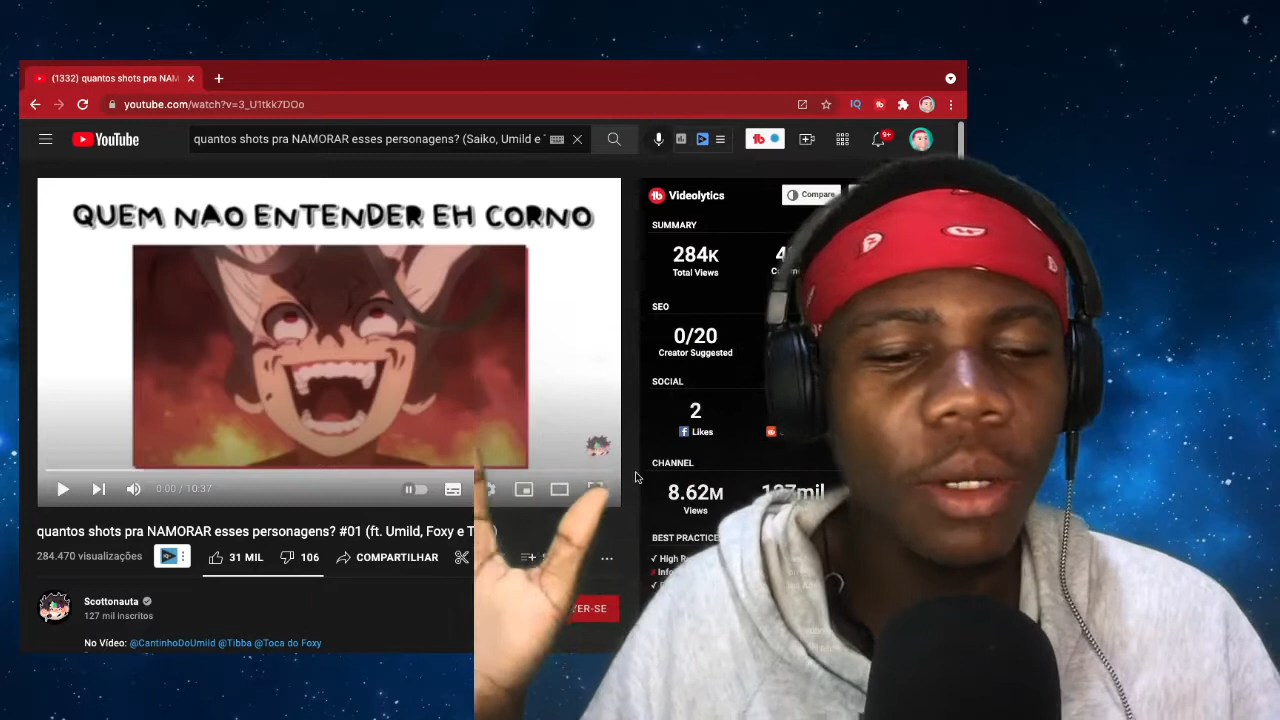 (1332) quantos shots pra NAM
youtube.com/watch?v=3_U1tkk7DOo
IQ
YouTube
quantos shots pra NAMORAR esses personagens? (Saiko, Umild e
9+
QUEM NAO ENTENDER EH CORNO
0:00 / 10:37
quantos shots pra NAMORAR esses personagens? #01 (ft. Umild, Foxy e T
284.470 visualizações
31 MIL
106
COMPARTILHAR
Scottonauta
127 mil inscritos
No Vídeo: @CantinhoDoUmild @Tibba @Toca do Foxy
Videolytics
Compare
SUMMARY
284K
Total Views
SEO
0/20
Creator Suggested
SOCIAL
2
Likes
CHANNEL
8.62M
Views
127mil
BEST PRACTICE